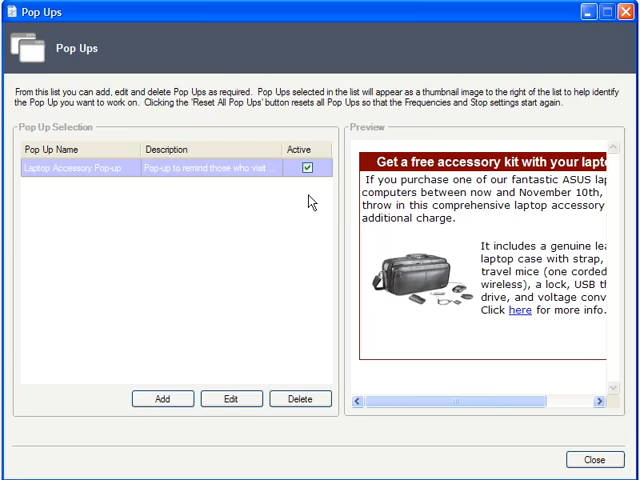 Pop Ups
Pop Ups
From this list you can add, edit and delete Pop Ups as required. Pop Ups selected in the list will appear as a thumbnail image to the right of the list to help identify
the Pop Up you want to work on. Clicking the 'Reset All Pop Ups' button resets all Pop Ups so that the Frequencies and Stop settings start again.
Pop Up Selection
Pop Up Name Description Active
Laptop Accessory Pop-up Pop-up to remind those who visit ...
Add Edit Delete
Preview
Get a free accessory kit with your lapto
If you purchase one of our fantastic ASUS lap
computers between now and November 10th,
throw in this comprehensive laptop accessory
additional charge.
It includes a genuine lea
laptop case with strap,
travel mice (one corded
wireless), a lock, USB th
drive, and voltage conv
Click here for more info.
Close